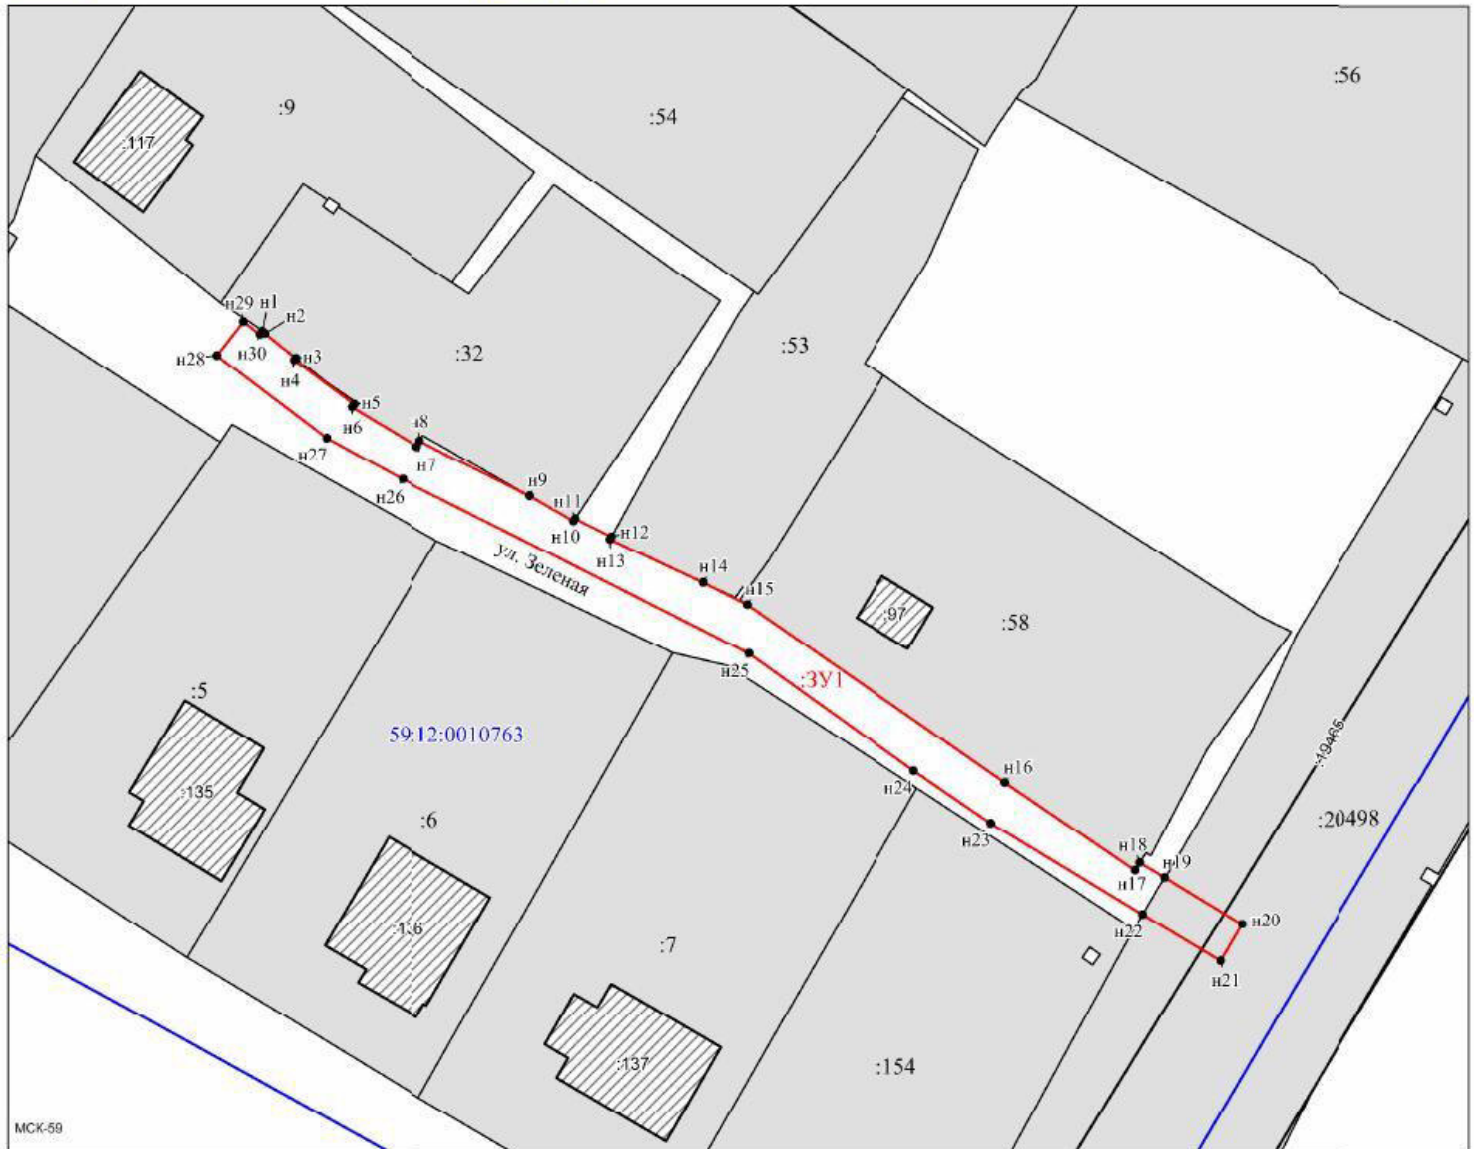 :56
:9
:54
:117
н29
н1
н2
н30
н28
н3
н4
:32
:53
н5
н6
н8
н7
н27
н26
н9
н11
н10
н12
н13
ул. Зеленая
н14
н15
:97
:58
н25
:ЗУ1
:5
59:12:0010763
:19465
н16
:135
н24
:6
:20498
н23
н18
н19
н17
н20
н22
:136
:7
н21
:137
:154
МСК-59